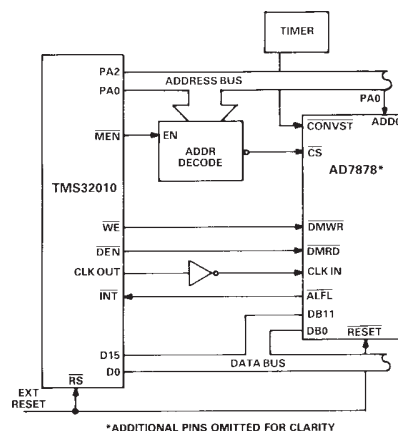 TIMER
PA2
ADDRESS BUS
PA0
PA0
ADD0
MEN
EN
ADDR
DECODE
CONVST
CS
TMS32010
AD7878*
WE
DMWR
DEN
DMRD
CLK OUT
CLK IN
INT
ALFL
DB11
DB0
RESET
D15
DATA BUS
D0
RS
EXT
RESET
*ADDITIONAL PINS OMITTED FOR CLARITY